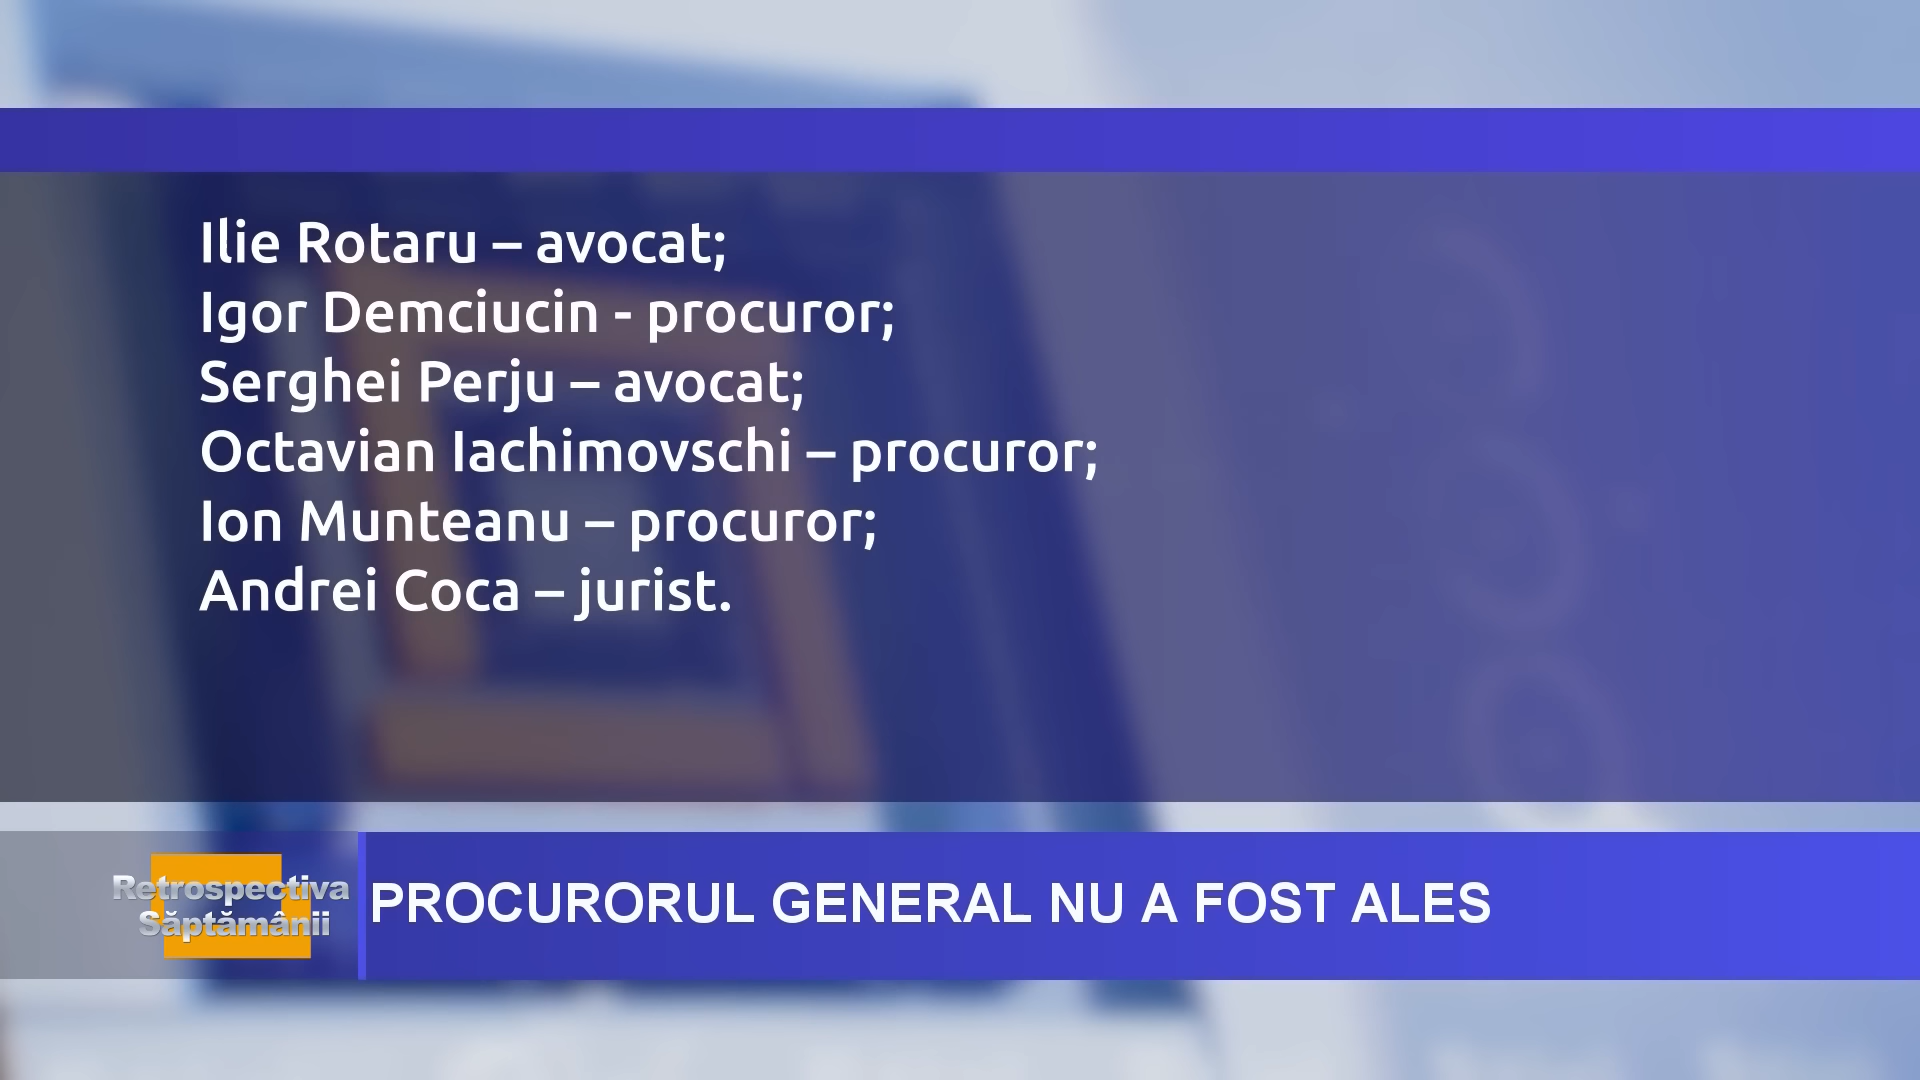 Ilie Rotaru – avocat;
Igor Demciucin - procuror;
Serghei Perju – avocat;
Octavian Iachimovschi – procuror;
Ion Munteanu – procuror;
Andrei Coca – jurist.
Retrospectiva
Săptămânii
PROCURORUL GENERAL NU A FOST ALES